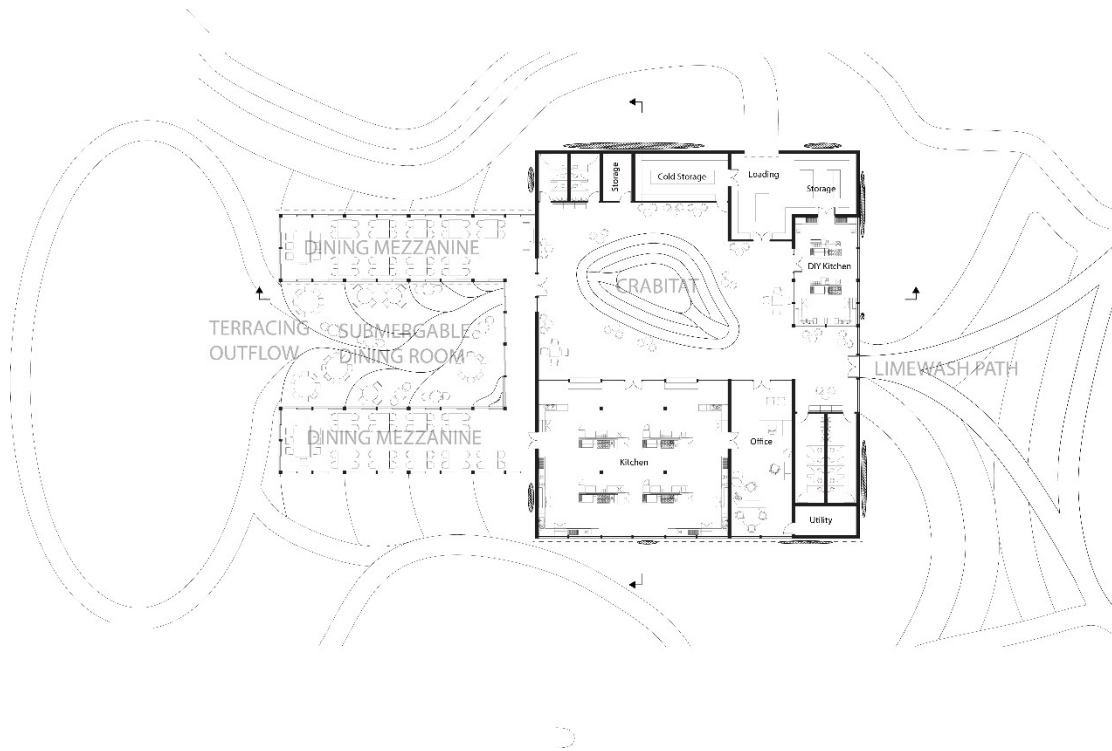 Storage
Cold Storage
Loading
Storage
DINING MEZZANINE
DIY Kitchen
CRABITAT
TERRACING
OUTFLOW
SUBMERGABLE
DINING ROOM
LIMEWASH PATH
DINING MEZZANINE
Office
Kitchen
Utility